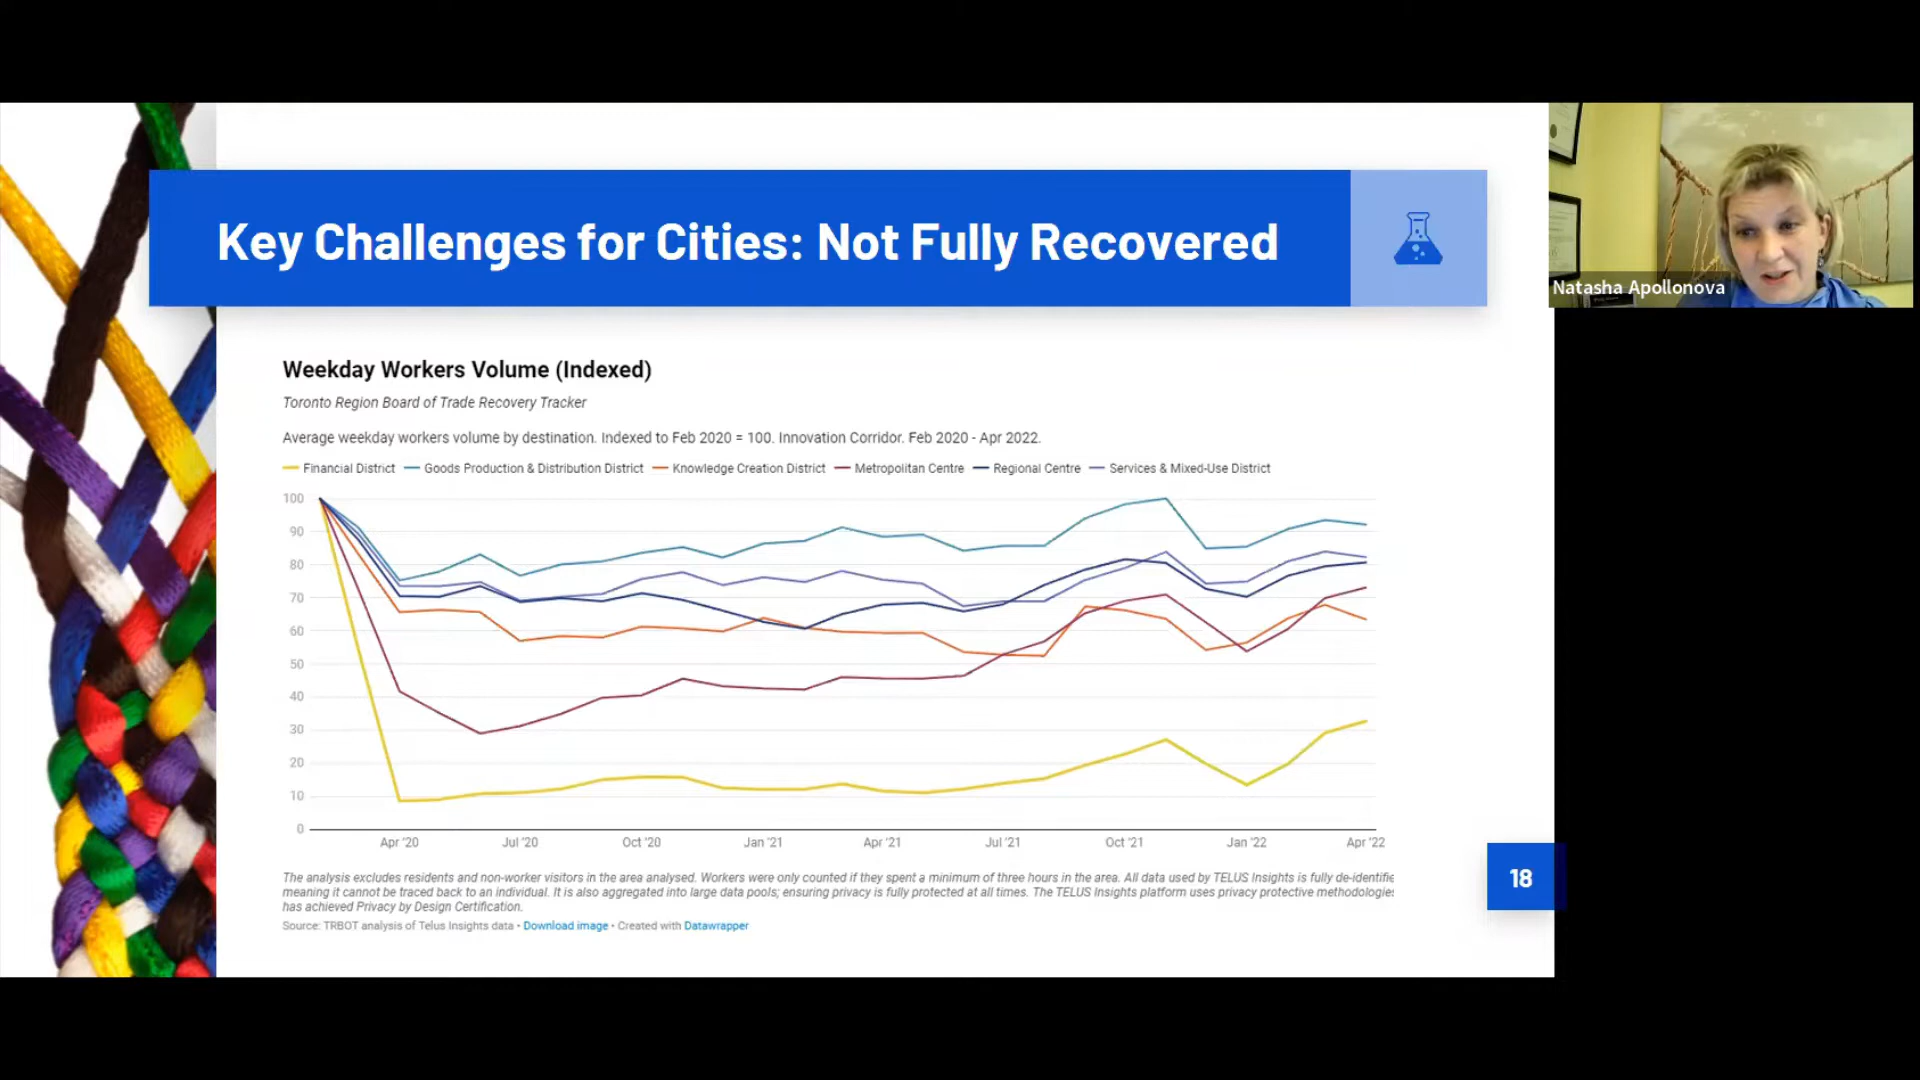 Key Challenges for Cities: Not Fully Recovered
Natasha Apollonova
Weekday Workers Volume (Indexed)
Toronto Region Board of Trade Recovery Tracker
Average weekday workers volume by destination. Indexed to Feb 2020 = 100. Innovation Corridor. Feb 2020 - Apr 2022.
Financial District Goods Production & Distribution District Knowledge Creation District Metropolitan Centre Regional Centre Services & Mixed-Use District
100
90
80
70
60
50
40
30
20
10
0
Apr '20 Jul '20 Oct '20 Jan '21 Apr '21 Jul '21 Oct '21 Jan '22 Apr '22
The analysis excludes residents and non-worker visitors in the area analysed. Workers were only counted if they spent a minimum of three hours in the area. All data used by TELUS Insights is fully de-identifie
meaning it cannot be traced back to an individual. It is also aggregated into large data pools; ensuring privacy is fully protected at all times. The TELUS Insights platform uses privacy protective methodologies
has achieved Privacy by Design Certification.
Source: TRBOT analysis of Telus Insights data • Download image • Created with Datawrapper
18